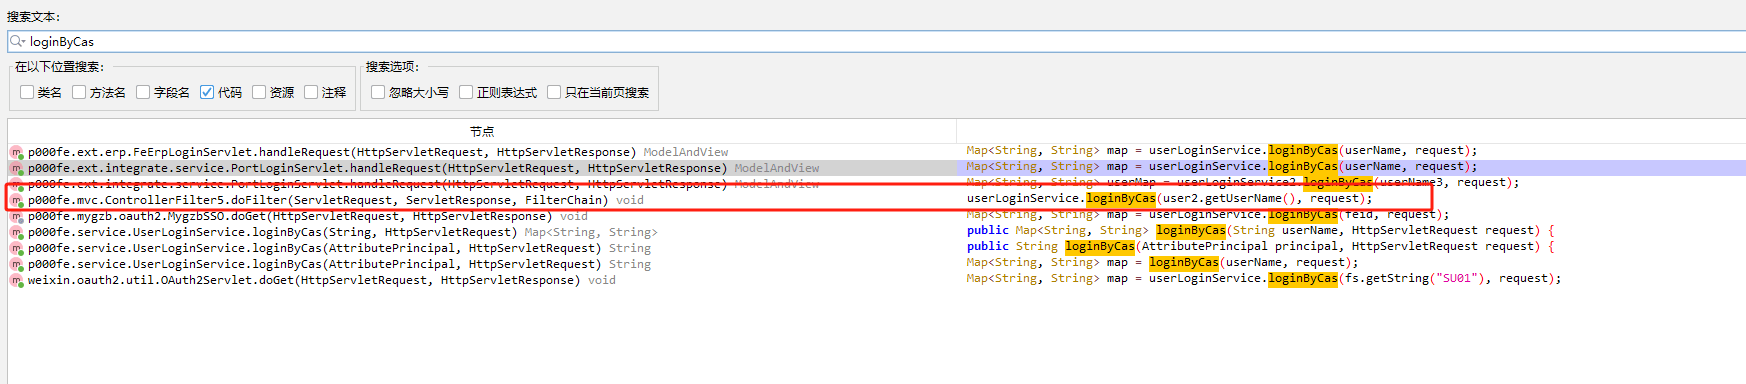 搜索文本:
loginByCas
在以下位置搜索: 搜索选项:
类名 方法名 字段名 代码 资源 注释 忽略大小写 正则表达式 只在当前页搜索
节点
p000fe.ext.erp.FeErpLoginServlet.handleRequest(HttpServletRequest, HttpServletResponse) ModelAndView Map<String, String> map = userLoginService.loginByCas(userName, request);
p000fe.ext.integrate.service.PortLoginServlet.handleRequest(HttpServletRequest, HttpServletResponse) ModelAndView Map<String, String> map = userLoginService.loginByCas(userName, request);
p000fe.ext.integrate.service.PortLoginServlet.handleRequest(HttpServletRequest, HttpServletResponse) ModelAndView Map<String, String> userMap = userLoginService2.loginByCas(userName3, request);
p000fe.mvc.ControllerFilter5.doFilter(ServletRequest, ServletResponse, FilterChain) void userLoginService.loginByCas(user2.getUserName(), request);
p000fe.mygzb.oauth2.MygzbSSO.doGet(HttpServletRequest, HttpServletResponse) void Map<String, String> map = userLoginService.loginByCas(feid, request);
p000fe.service.UserLoginService.loginByCas(String, HttpServletRequest) Map<String, String> public Map<String, String> loginByCas(String userName, HttpServletRequest request) {
p000fe.service.UserLoginService.loginByCas(AttributePrincipal, HttpServletRequest) String public String loginByCas(AttributePrincipal principal, HttpServletRequest request) {
p000fe.service.UserLoginService.loginByCas(AttributePrincipal, HttpServletRequest) String Map<String, String> map = loginByCas(userName, request);
weixin.oauth2.util.OAuth2Servlet.doGet(HttpServletRequest, HttpServletResponse) void Map<String, String> map = userLoginService.loginByCas(fs.getString("SU01"), request);